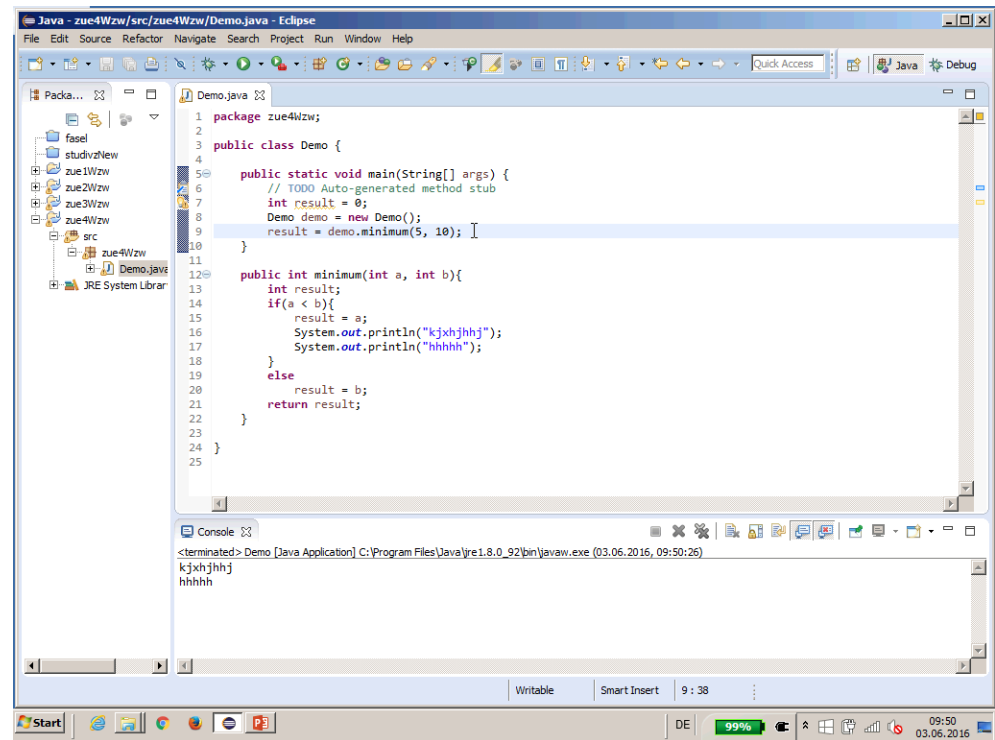 Java - zue4Wzw/src/zue4Wzw/Demo.java - Eclipse
File Edit Source Refactor Navigate Search Project Run Window Help
Quick Access
Java
Debug
Packa...
Demo.java
fasel
studivzNew
zue1Wzw
zue2Wzw
zue3Wzw
zue4Wzw
src
zue4Wzw
Demo.java
JRE System Librar
1 package zue4Wzw;
2
3 public class Demo {
4
5 public static void main(String[] args) {
6 // TODO Auto-generated method stub
7 int result = 0;
8 Demo demo = new Demo();
9 result = demo.minimum(5, 10);
10 }
11
12 public int minimum(int a, int b){
13 int result;
14 if(a < b){
15 result = a;
16 System.out.println("kjxhjhhj");
17 System.out.println("hhhhh");
18 }
19 else
20 result = b;
21 return result;
22 }
23
24 }
25
Console
<terminated> Demo [Java Application] C:\Program Files\Java\jre1.8.0_92\bin\javaw.exe (03.06.2016, 09:50:26)
kjxhjhhj
hhhhh
Writable
Smart Insert
9 : 38
Start
DE
99%
09:50
03.06.2016